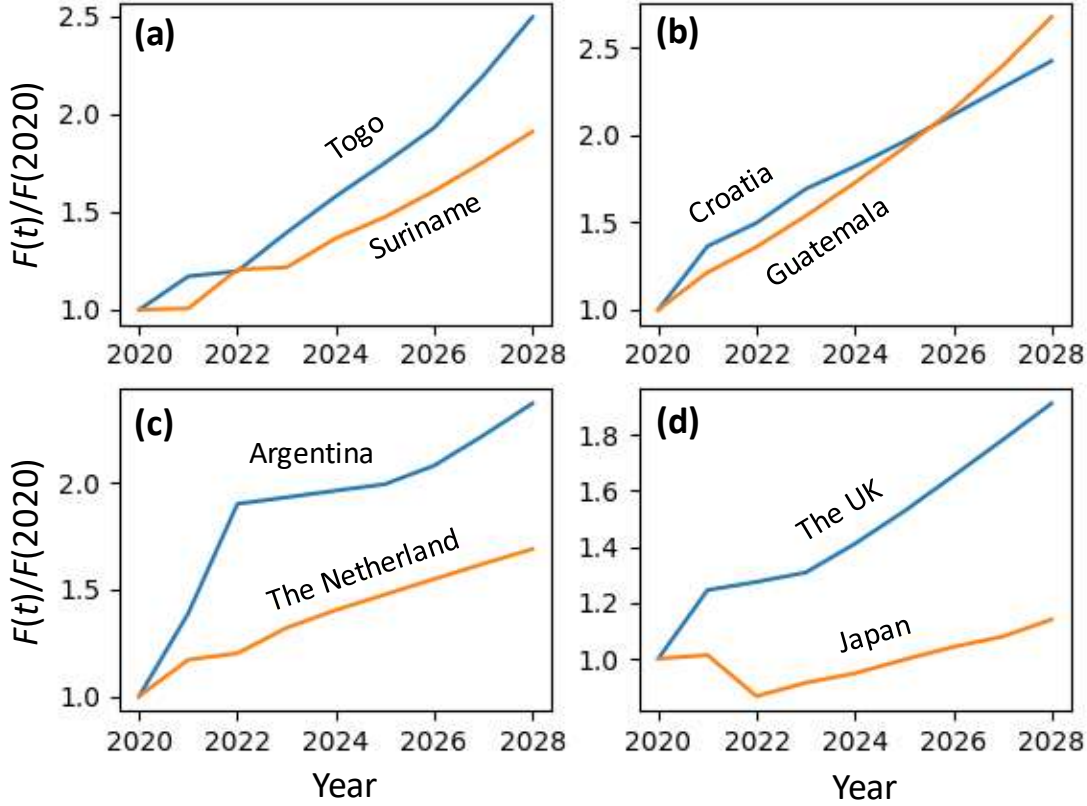 (a)
2.5
2.0
1.5
1.0
F(t)/F(2020)
Togo
Suriname
2020 2022 2024 2026 2028
(b)
2.5
2.0
1.5
1.0
Croatia
Guatemala
2020 2022 2024 2026 2028
(c)
2.0
1.5
1.0
F(t)/F(2020)
Argentina
The Netherland
2020 2022 2024 2026 2028
Year
(d)
1.8
1.6
1.4
1.2
1.0
The UK
Japan
2020 2022 2024 2026 2028
Year